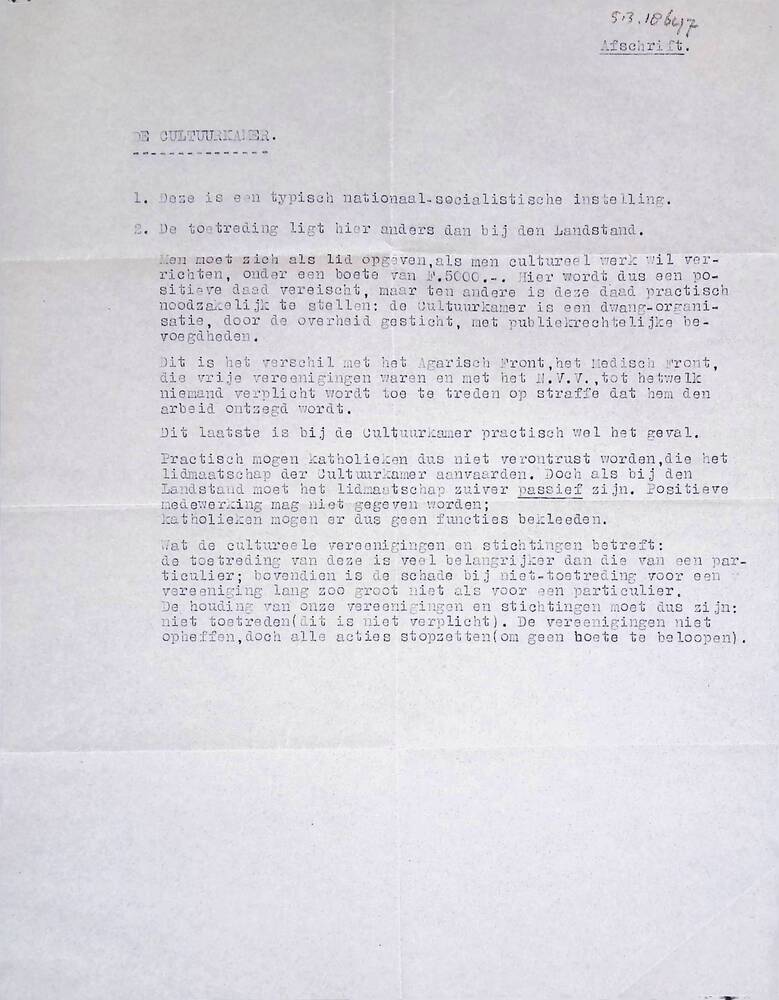 Afschrift.
DE CULTUURKAMER.
1. Deze is een typisch nationaal-socialistische instelling.
2. De toetreding ligt hier anders dan bij den Landstand.
Men moet zich als lid opgeven,als men cultureel werk wil ver-
richten, onder een boete van F.5000.-. Hier wordt dus een po-
sitieve daad vereischt, maar ten andere is deze daad practisch
noodzakelijk te stellen: de Cultuurkamer is een dwang-organi-
satie, door de overheid gesticht, met publiekrechtelijke be-
voegdheden.
Dit is het verschil met het Agarisch Front,het Medisch Front,
die vrije vereenigingen waren en met het N.V.V.,tot hetwelk
niemand verplicht wordt toe te treden op straffe dat hem den
arbeid ontzegd wordt.
Dit laatste is bij de Cultuurkamer practisch wel het geval.
Practisch mogen katholieken dus niet verontrust worden,die het
lidmaatschap der Cultuurkamer aanvaarden. Doch als bij den
Landstand moet het lidmaatschap zuiver passief zijn. Positieve
medewerking mag niet gegeven worden;
katholieken mogen er dus geen functies bekleeden.
Wat de cultureele vereenigingen en stichtingen betreft:
de toetreding van deze is veel belangrijker dan die van een par-
ticulier; bovendien is de schade bij niet-toetreding voor een
vereeniging lang zoo groot niet als voor een particulier.
De houding van onze vereenigingen en stichtingen moet dus zijn:
niet toetreden(dit is niet verplicht). De vereenigingen niet
opheffen,doch alle acties stopzetten(om geen boete te beloopen).